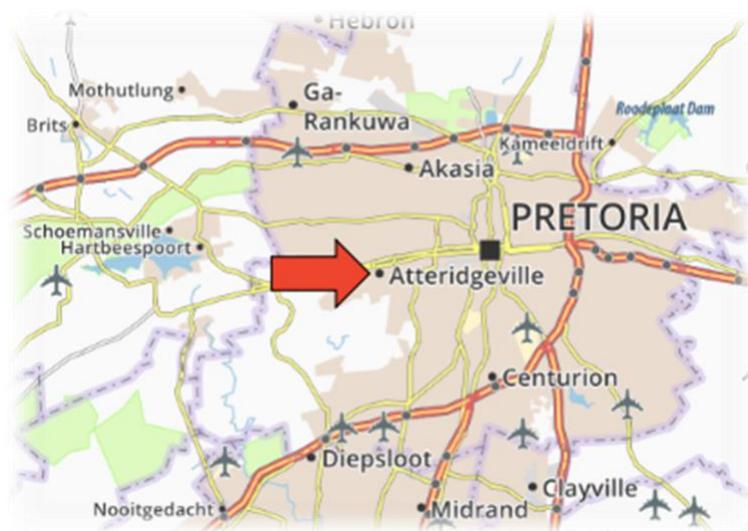 Hebron
Mothutlung
Ga-
Rankuwa
Brits
Roodeplaat Dam
Kameeldrift
Akasia
PRETORIA
Schoemansville
Hartbeespoort
Atteridgeville
Centurion
Diepsloot
Clayville
Nooitgedacht
Midrand